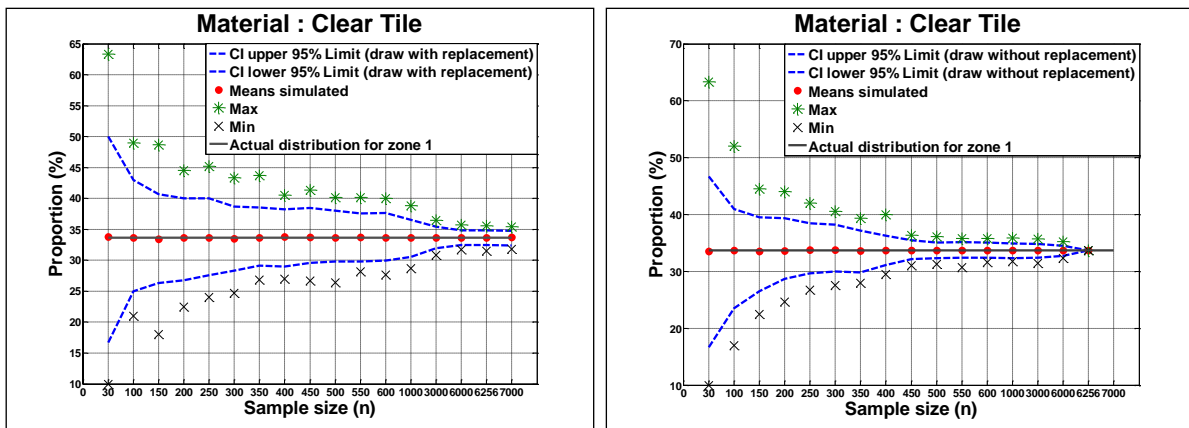 Material : Clear Tile
65
60
55
50
45
40
35
30
25
20
15
10
Proportion (%)
CI upper 95% Limit (draw with replacement)
CI lower 95% Limit (draw with replacement)
Means simulated
Max
Min
Actual distribution for zone 1
0 30 100 150 200 250 300 350 400 450 500 550 600 1000 3000 6000 6256 7000
Sample size (n)
Material : Clear Tile
70
60
50
40
30
20
10
Proportion (%)
CI upper 95% Limit (draw without replacement)
CI lower 95% Limit (draw without replacement)
Means simulated
Max
Min
Actual distribution for zone 1
0 30 100 150 200 250 300 350 400 450 500 550 600 1000 3000 6000 6256 7000
Sample size (n)